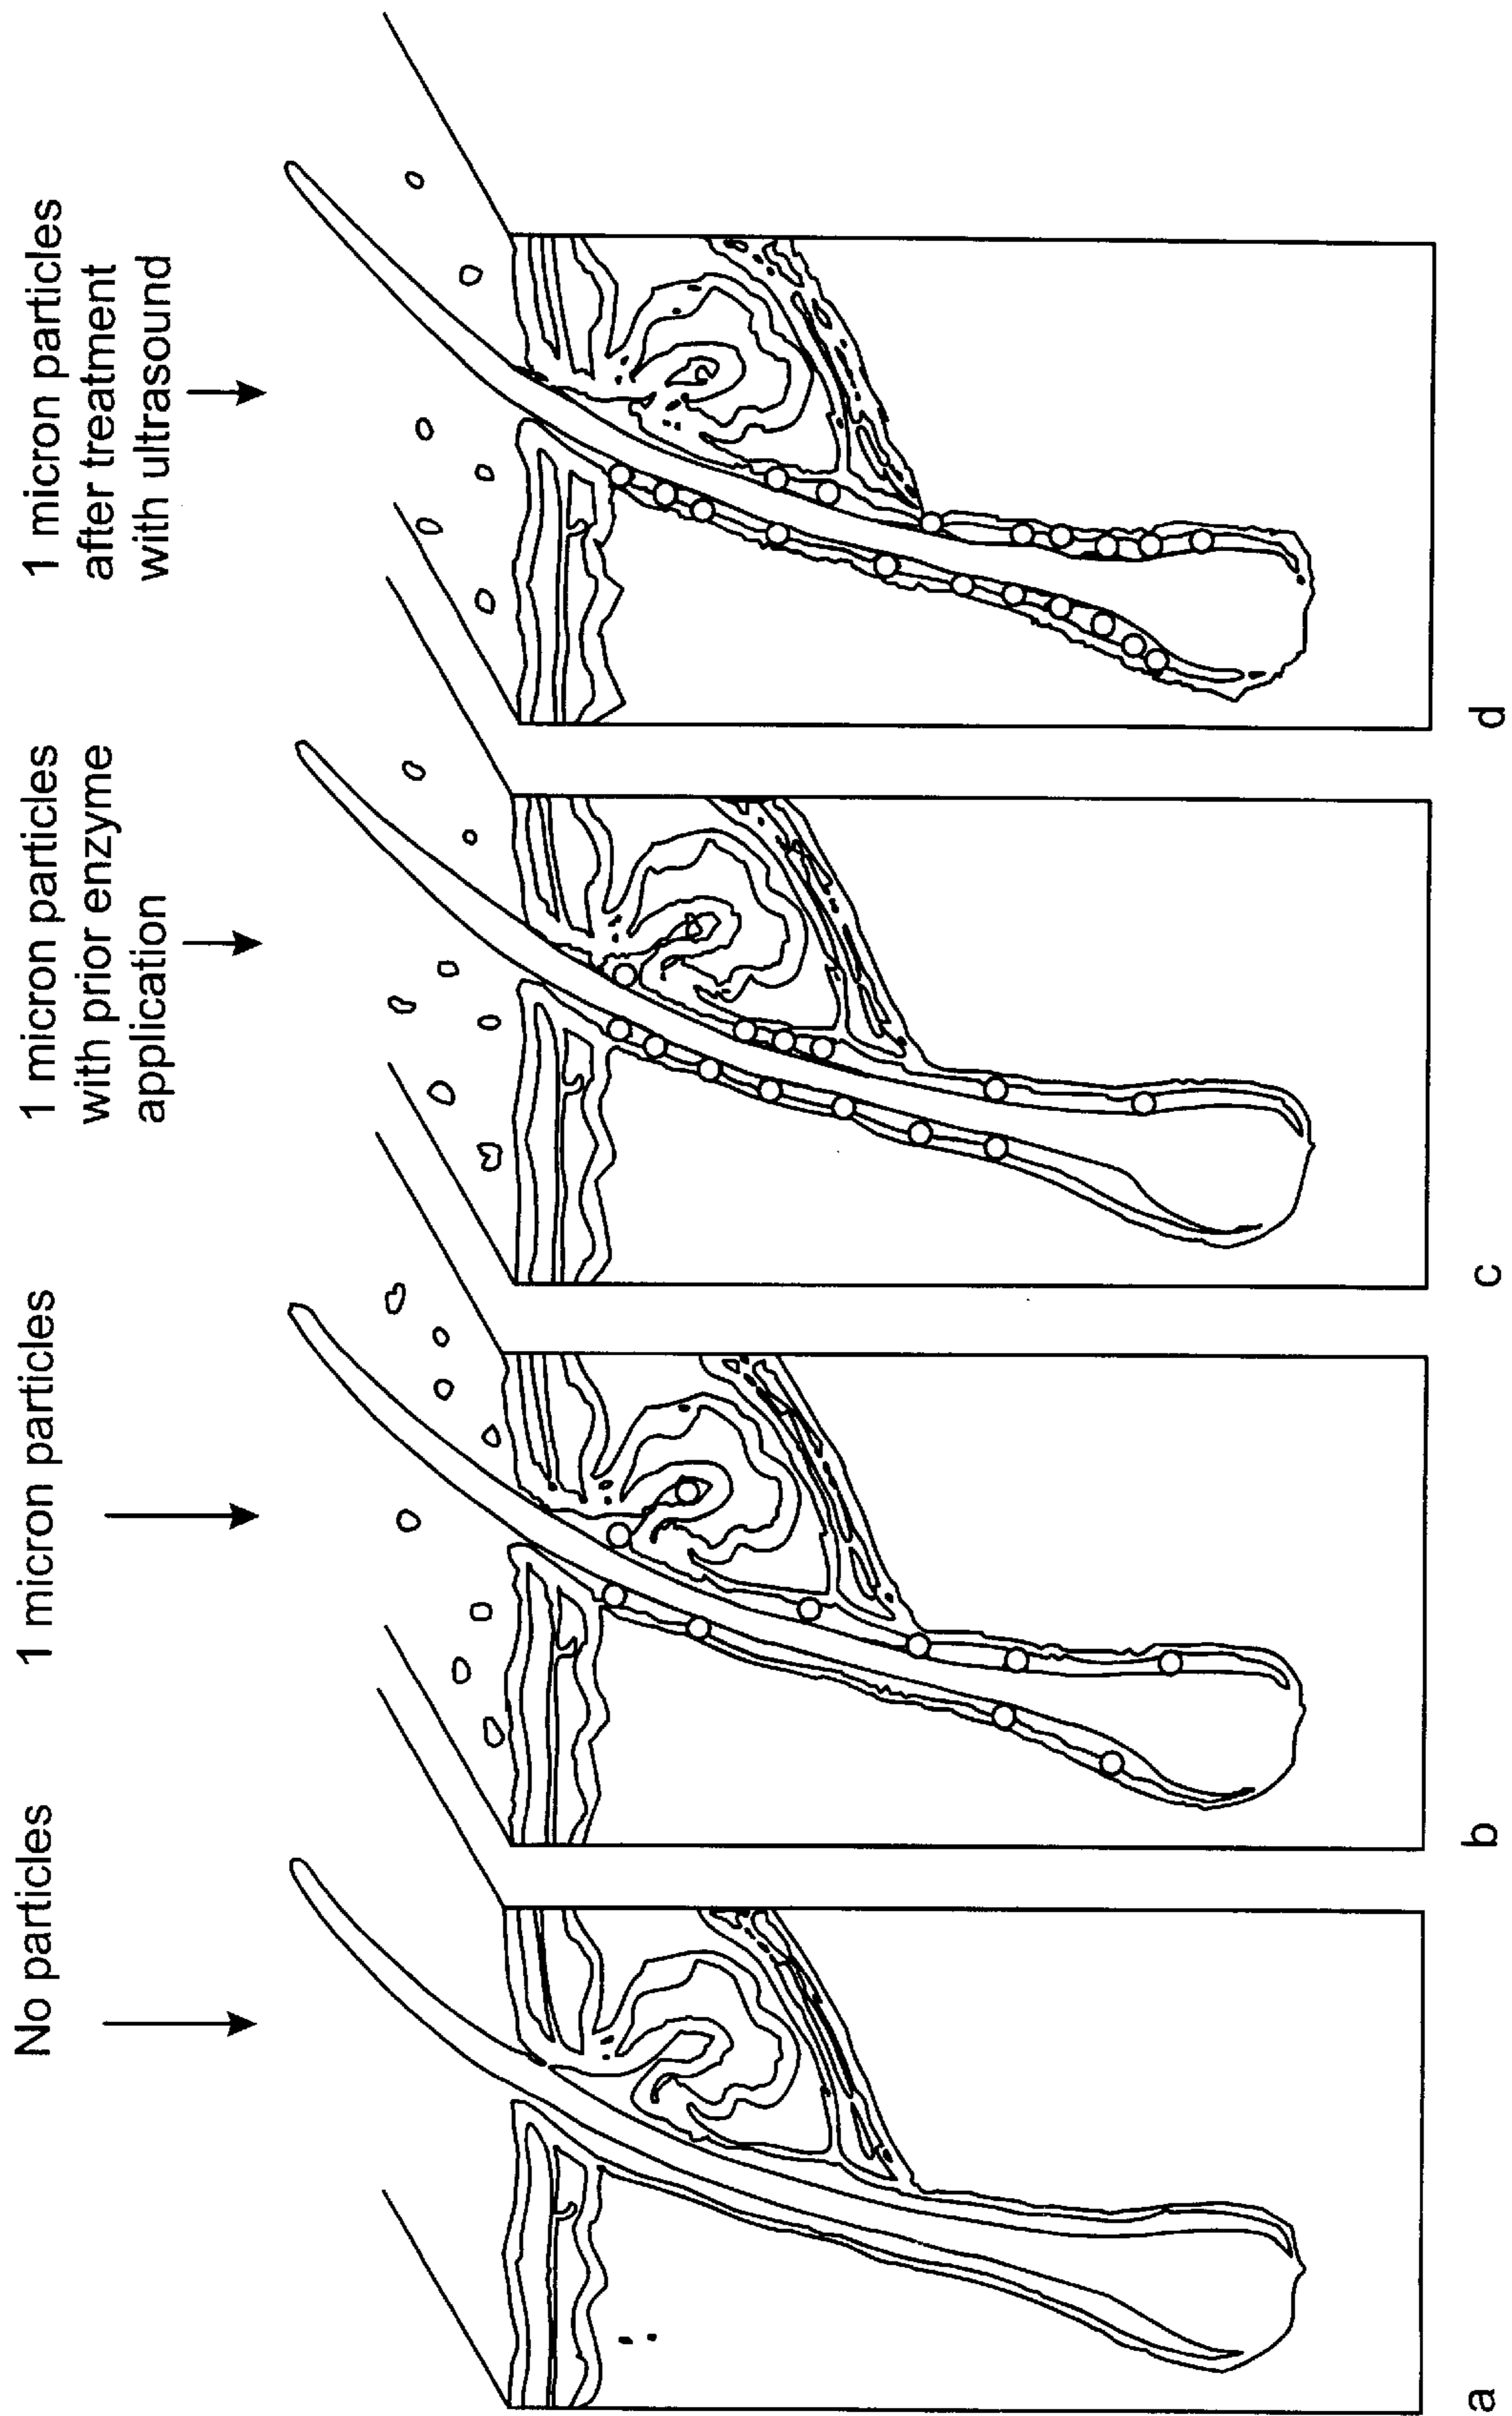 No particles
1 micron particles
1 micron particles
with prior enzyme
application
1 micron particles
after treatment
with ultrasound
a
b
c
d